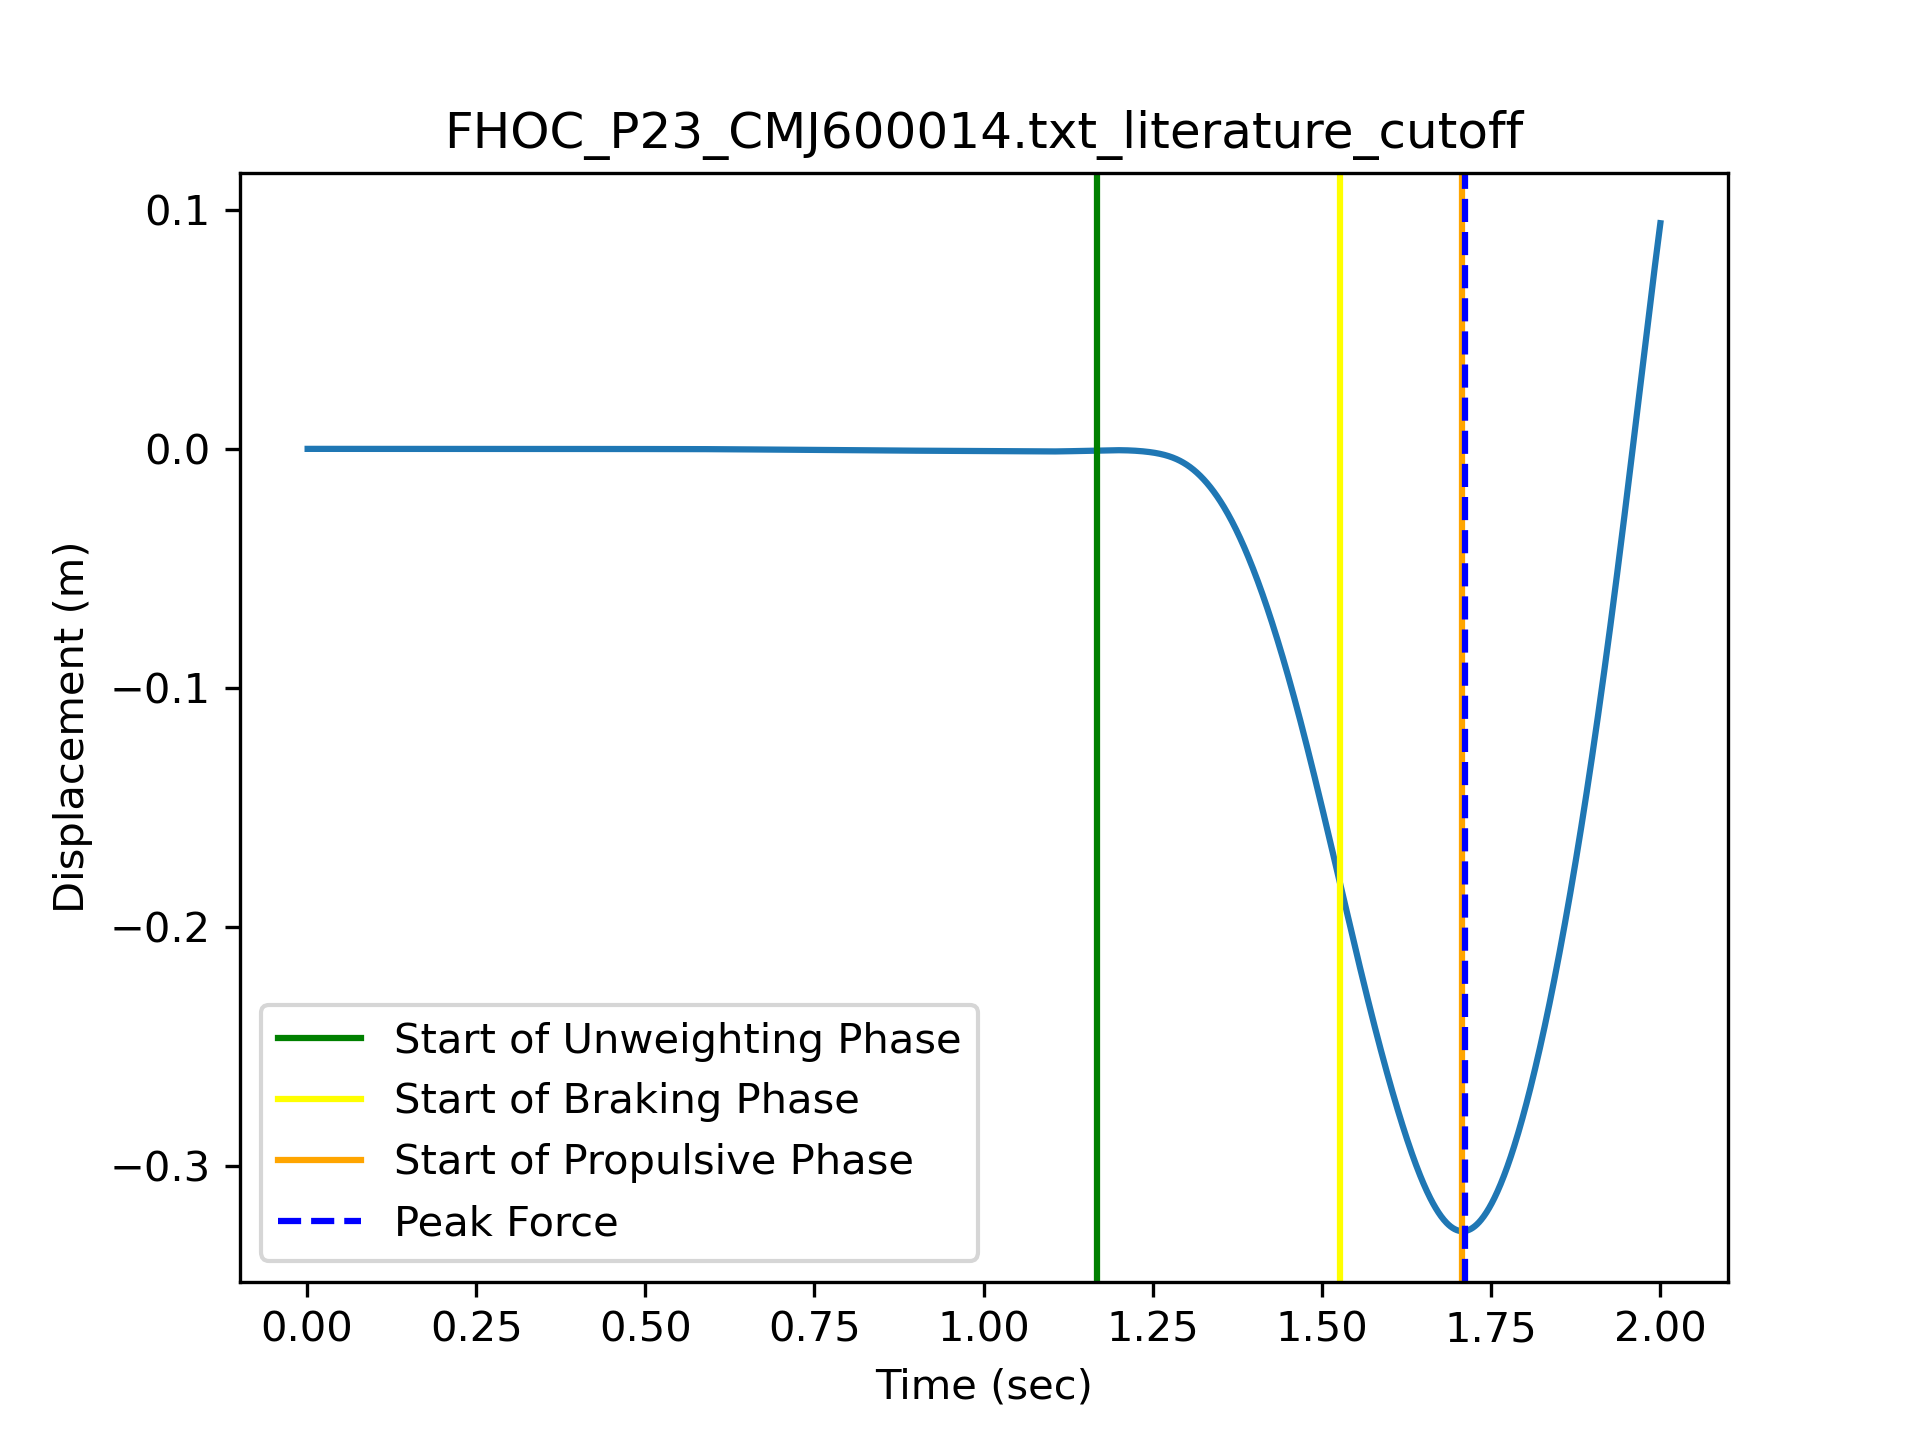 FHOC_P23_CMJ600014.txt_literature_cutoff
0.1
0.0
−0.1
−0.2
−0.3
Displacement (m)
Start of Unweighting Phase
Start of Braking Phase
Start of Propulsive Phase
Peak Force
0.00 0.25 0.50 0.75 1.00 1.25 1.50 1.75 2.00
Time (sec)